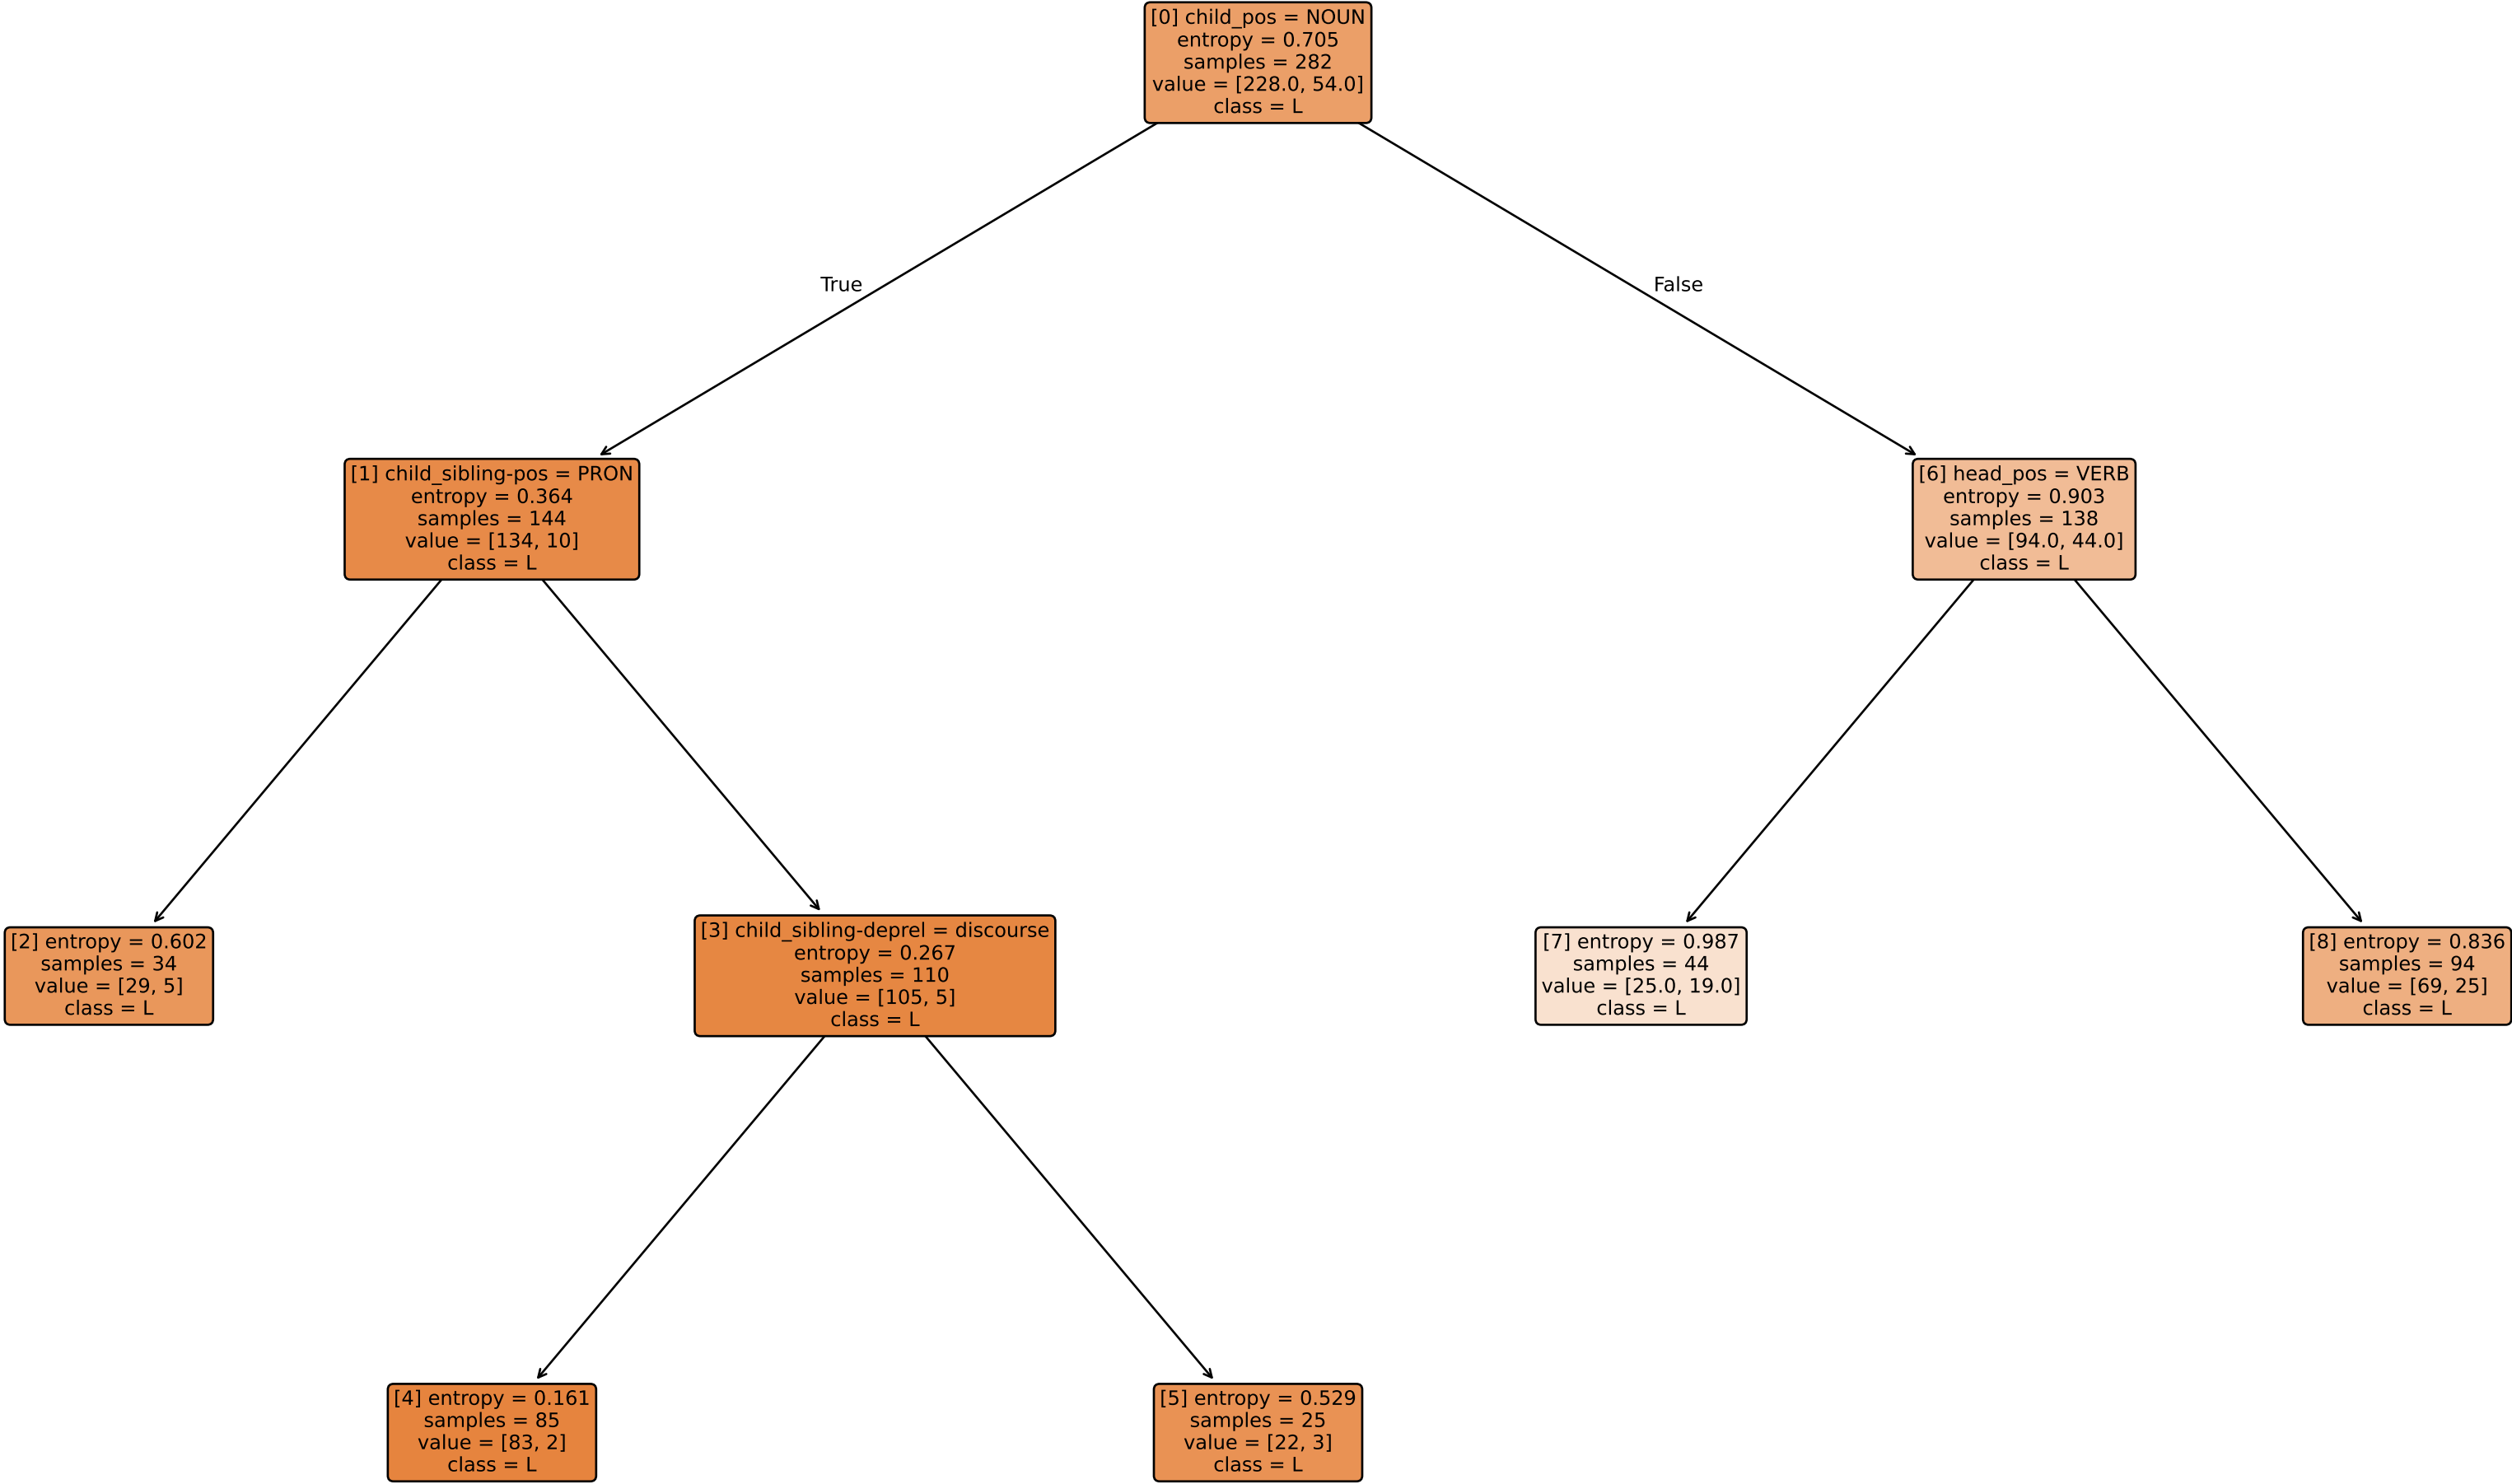 [0] child_pos = NOUN
entropy = 0.705
samples = 282
value = [228.0, 54.0]
class = L
True
False
[1] child_sibling-pos = PRON
entropy = 0.364
samples = 144
value = [134, 10]
class = L
[6] head_pos = VERB
entropy = 0.903
samples = 138
value = [94.0, 44.0]
class = L
[2] entropy = 0.602
samples = 34
value = [29, 5]
class = L
[3] child_sibling-deprel = discourse
entropy = 0.267
samples = 110
value = [105, 5]
class = L
[7] entropy = 0.987
samples = 44
value = [25.0, 19.0]
class = L
[8] entropy = 0.836
samples = 94
value = [69, 25]
class = L
[4] entropy = 0.161
samples = 85
value = [83, 2]
class = L
[5] entropy = 0.529
samples = 25
value = [22, 3]
class = L